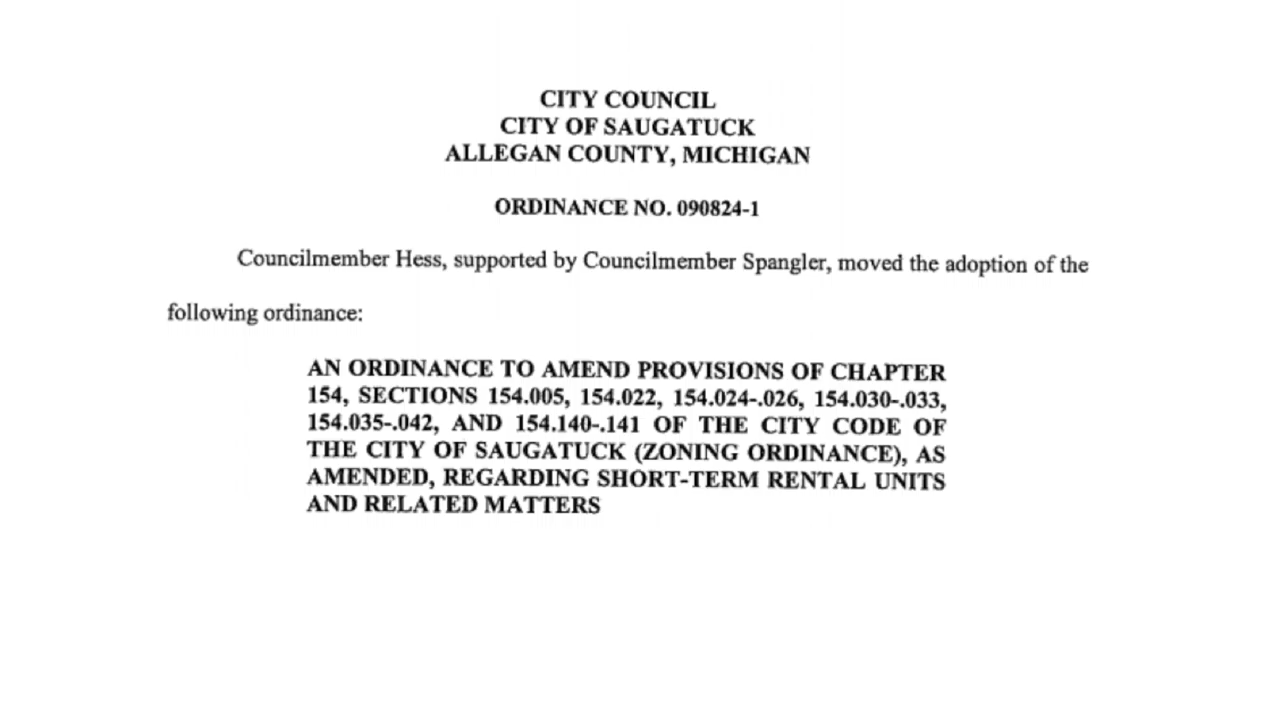 CITY COUNCIL
CITY OF SAUGATUCK
ALLEGAN COUNTY, MICHIGAN
ORDINANCE NO. 090824-1
Councilmember Hess, supported by Councilmember Spangler, moved the adoption of the
following ordinance:
AN ORDINANCE TO AMEND PROVISIONS OF CHAPTER
154, SECTIONS 154.005, 154.022, 154.024-.026, 154.030-.033,
154.035-.042, AND 154.140-.141 OF THE CITY CODE OF
THE CITY OF SAUGATUCK (ZONING ORDINANCE), AS
AMENDED, REGARDING SHORT-TERM RENTAL UNITS
AND RELATED MATTERS